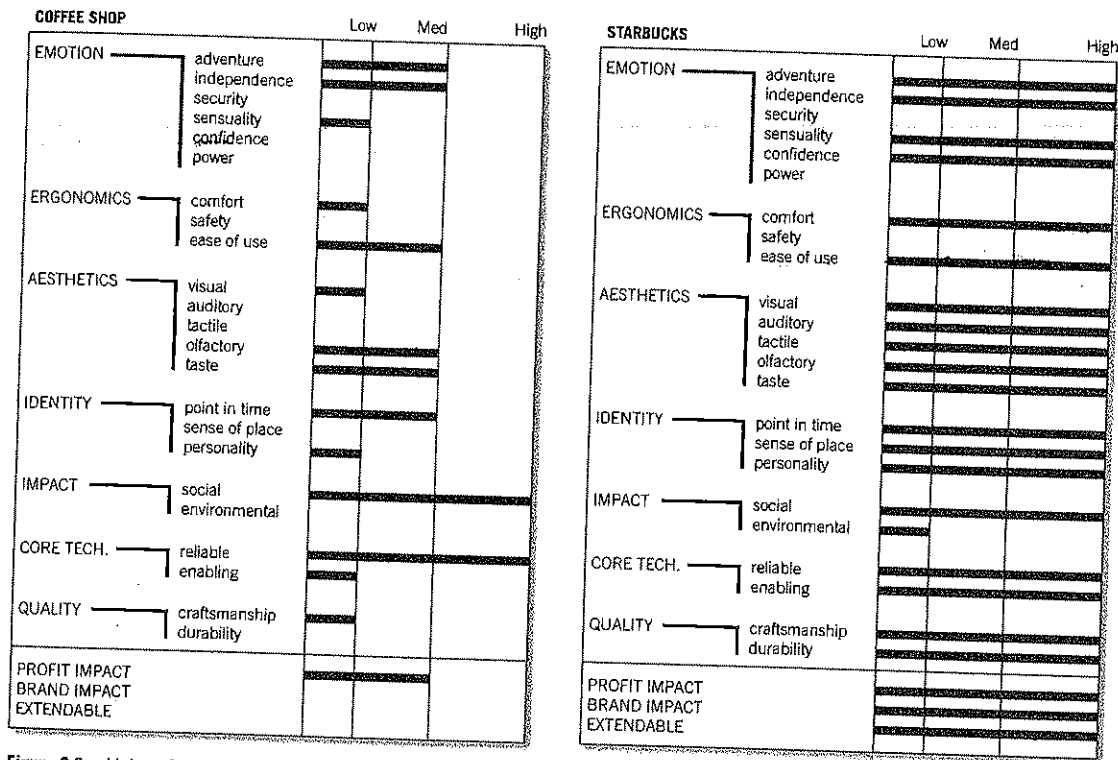 COFFEE SHOP
Low Med High
EMOTION
adventure
independence
security
sensuality
confidence
power
ERGONOMICS
comfort
safety
ease of use
AESTHETICS
visual
auditory
tactile
olfactory
taste
IDENTITY
point in time
sense of place
personality
IMPACT
social
environmental
CORE TECH.
reliable
enabling
QUALITY
craftsmanship
durability
PROFIT IMPACT
BRAND IMPACT
EXTENDABLE
STARBUCKS
Low Med High
EMOTION
adventure
independence
security
sensuality
confidence
power
ERGONOMICS
comfort
safety
ease of use
AESTHETICS
visual
auditory
tactile
olfactory
taste
IDENTITY
point in time
sense of place
personality
IMPACT
social
environmental
CORE TECH.
reliable
enabling
QUALITY
craftsmanship
durability
PROFIT IMPACT
BRAND IMPACT
EXTENDABLE